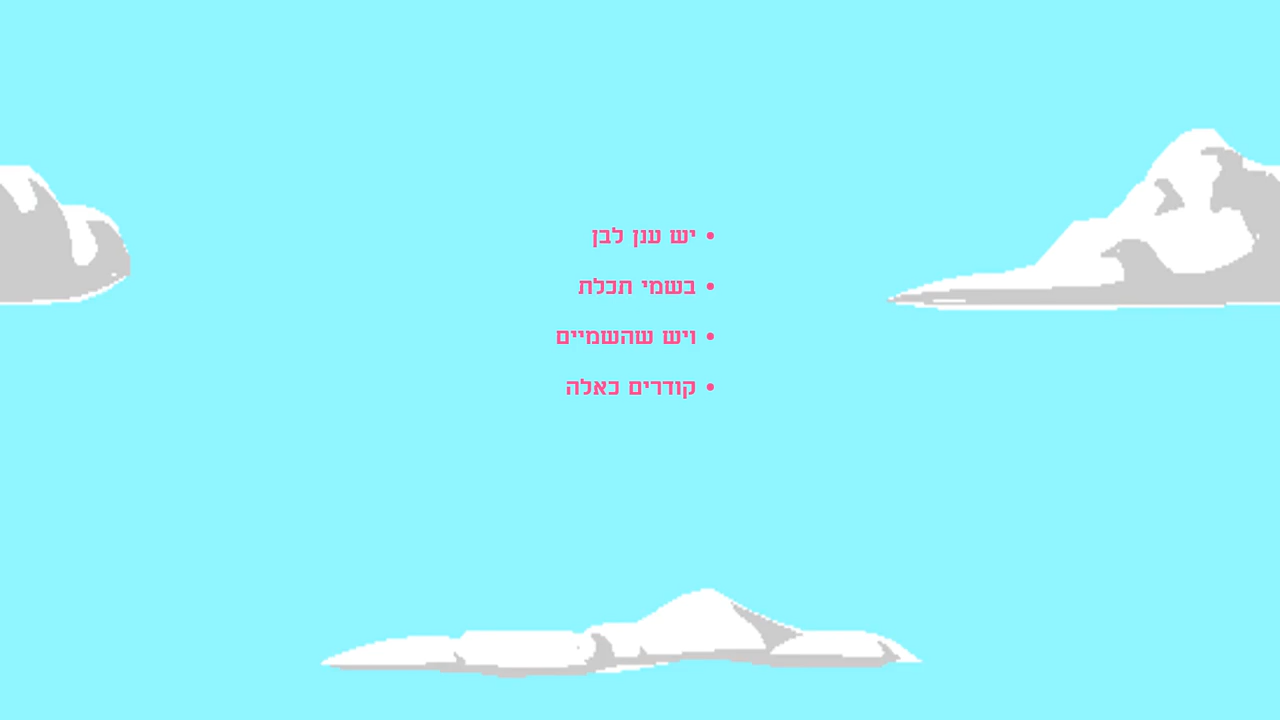 • יש ענן לבן
• בשמי תכלת
• ויש שהשמיים
• קודרים כאלה